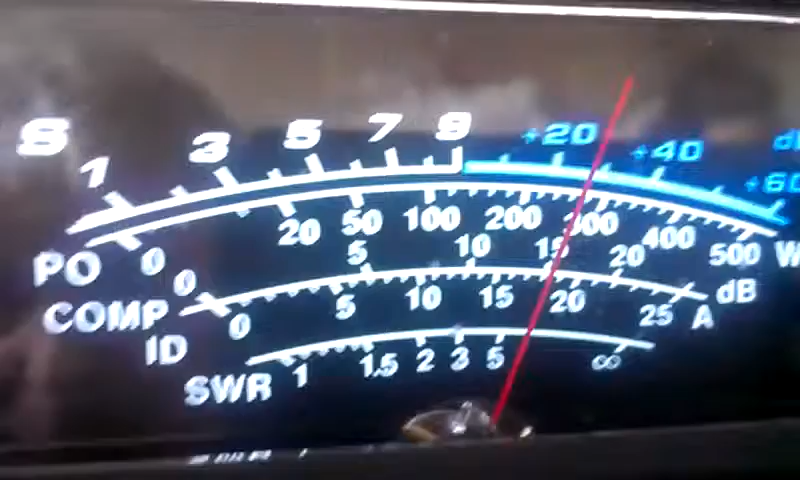 S 1 3 5 7 9 +20 +40 +60 d
PO 0 20 50 100 200 300 400 500 W
COMP 0 5 10 15 20 dB
ID 0 5 10 15 20 25 A
SWR 1 1.5 2 3 5 ∞